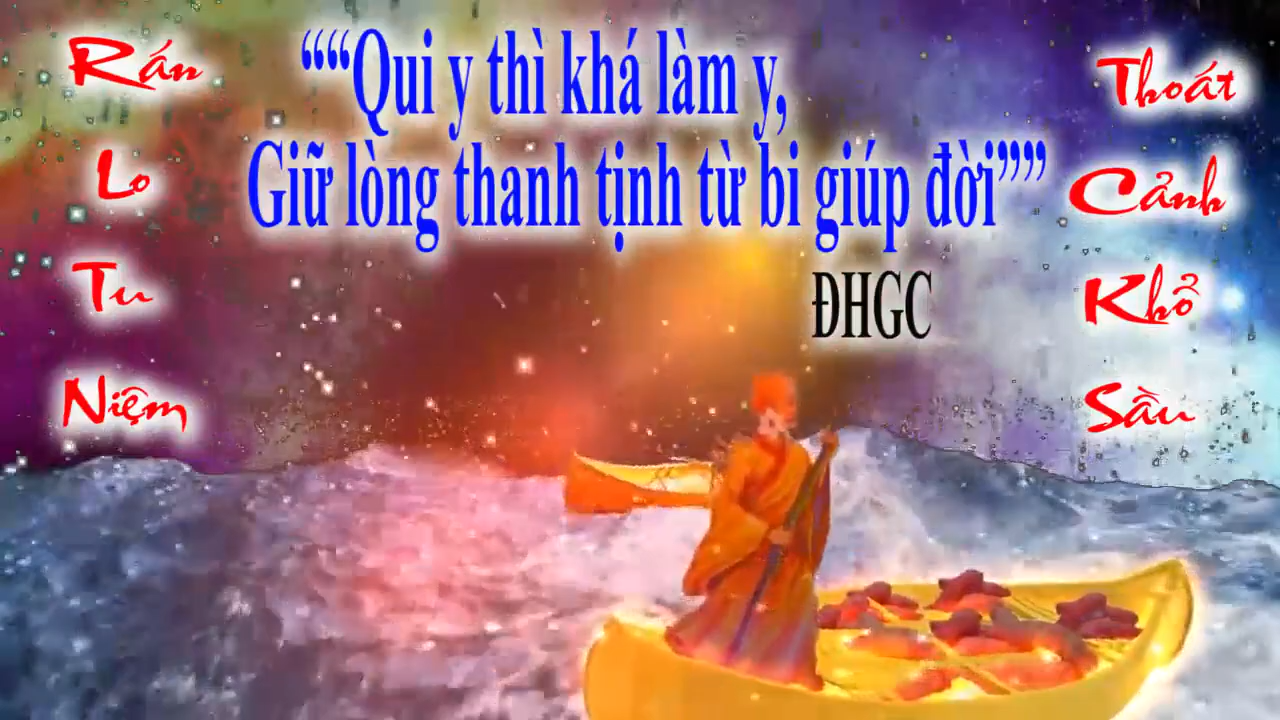 ““Qui y thì khá làm y,
Giữ lòng thanh tịnh từ bi giúp đời””
ĐHGC
Rấn
Lo
Tu
Niệm
Thoát
Cảnh
Khổ
Sầu